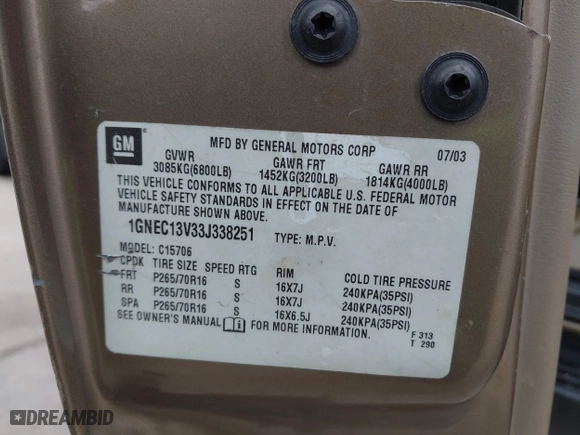 GM ®
MFD BY GENERAL MOTORS CORP 07/03
GVWR GAWR FRT GAWR RR
3085KG(6800LB) 1452KG(3200LB) 1814KG(4000LB)
THIS VEHICLE CONFORMS TO ALL APPLICABLE U.S. FEDERAL MOTOR
VEHICLE SAFETY STANDARDS IN EFFECT ON THE DATE OF
MANUFACTURE SHOWN ABOVE.
1GNEC13V33J338251 TYPE: M.P.V.
MODEL: C15706
CPDK TIRE SIZE SPEED RTG RIM COLD TIRE PRESSURE
FRT P265/70R16 S 16X7J 240KPA(35PSI)
RR P265/70R16 S 16X7J 240KPA(35PSI)
SPA P265/70R16 S 16X6.5J 240KPA(35PSI)
SEE OWNER'S MANUAL FOR MORE INFORMATION.
F 313
T 290
DREAMBID